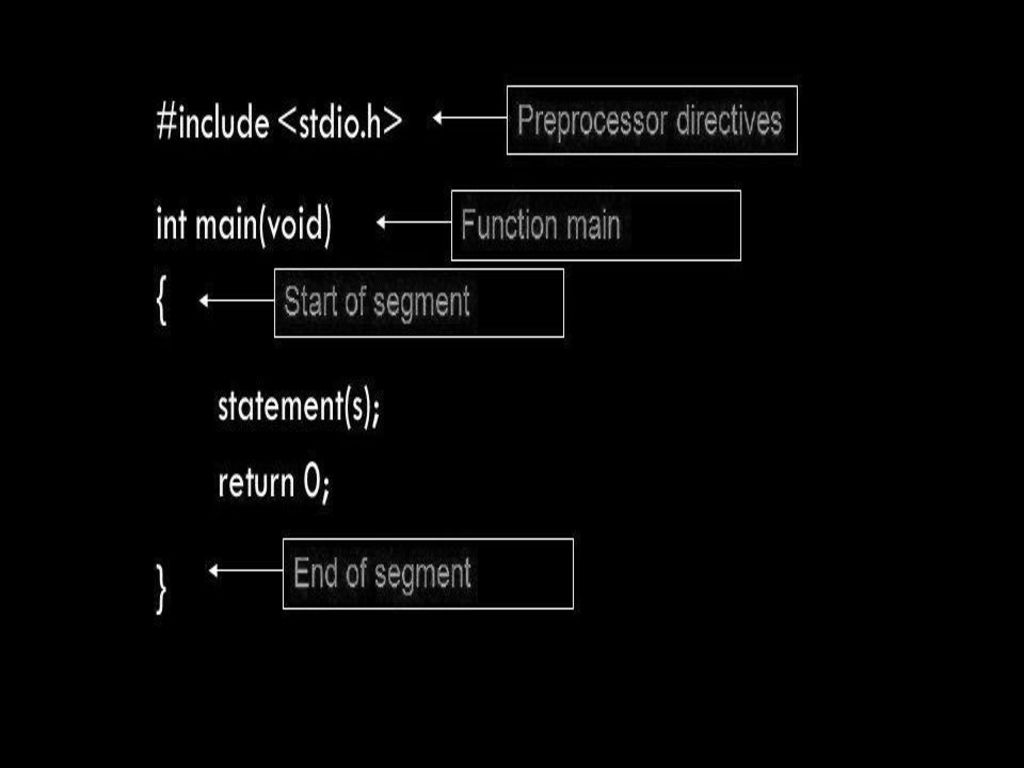 #include <stdio.h>
Preprocessor directives
int main(void)
Function main
{
Start of segment
statement(s);
return 0;
}
End of segment